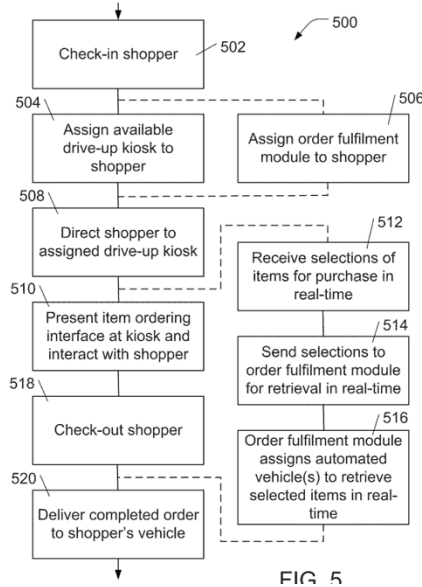 500
Check-in shopper
502
504
506
Assign available
drive-up kiosk to
shopper
Assign order fulfilment
module to shopper
508
Direct shopper to
assigned drive-up kiosk
512
Receive selections of
items for purchase in
real-time
510
Present item ordering
interface at kiosk and
interact with shopper
514
Send selections to
order fulfilment module
for retrieval in real-time
518
Check-out shopper
516
Order fulfilment module
assigns automated
vehicle(s) to retrieve
selected items in real-
time
520
Deliver completed order
to shopper's vehicle
FIG. 5